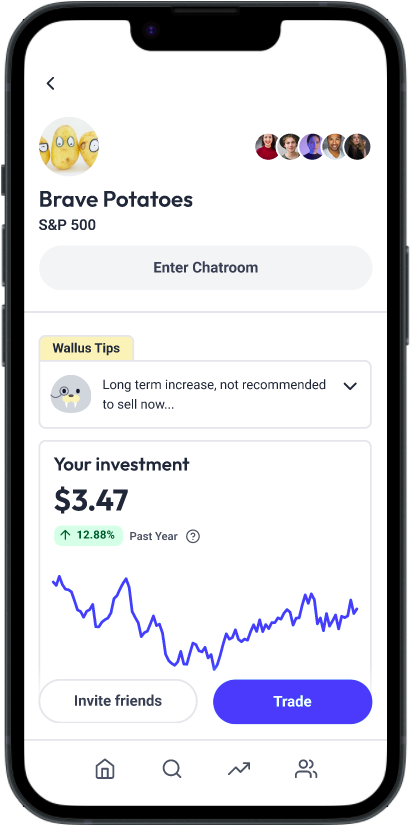 Brave Potatoes
S&P 500
Enter Chatroom
Wallus Tips
Long term increase, not recommended
to sell now...
Your investment
$3.47
12.88% Past Year ?
Invite friends
Trade